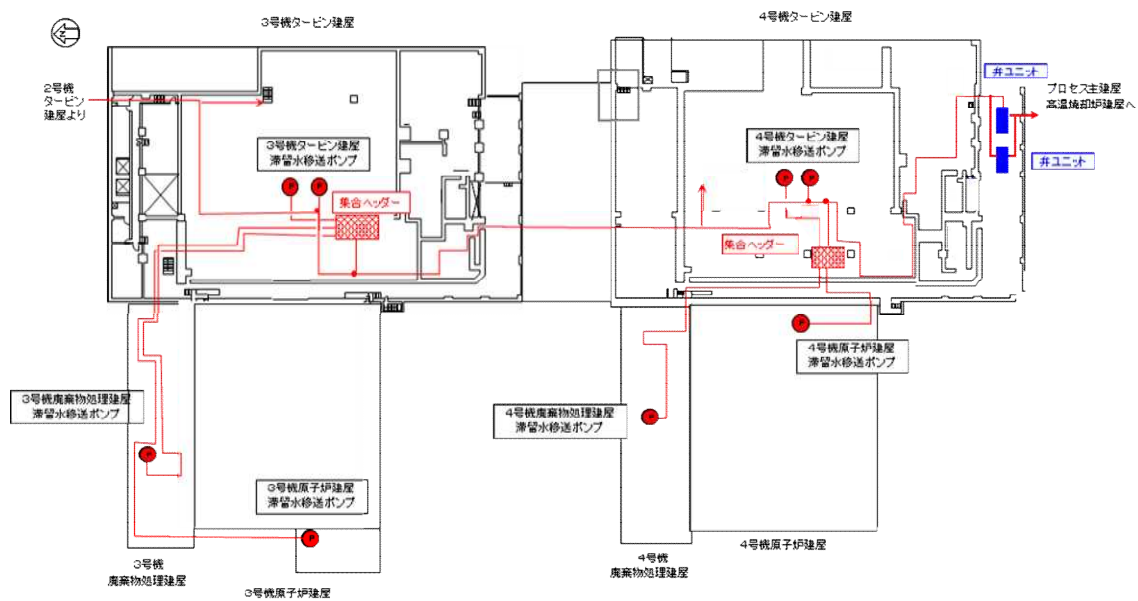 3号機タービン建屋
4号機タービン建屋
Z
2号機
タービン
建屋より
弁ユニット
プロセス主建屋
高温焼却炉建屋へ
3号機タービン建屋
滞留水移送ポンプ
4号機タービン建屋
滞留水移送ポンプ
弁ユニット
P
P
P
P
集合ヘッダー
集合ヘッダー
P
4号機原子炉建屋
滞留水移送ポンプ
3号機廃棄物処理建屋
滞留水移送ポンプ
4号機廃棄物処理建屋
滞留水移送ポンプ
P
P
3号機原子炉建屋
滞留水移送ポンプ
P
4号機原子炉建屋
3号機
廃棄物処理建屋
4号機
廃棄物処理建屋
3号機原子炉建屋